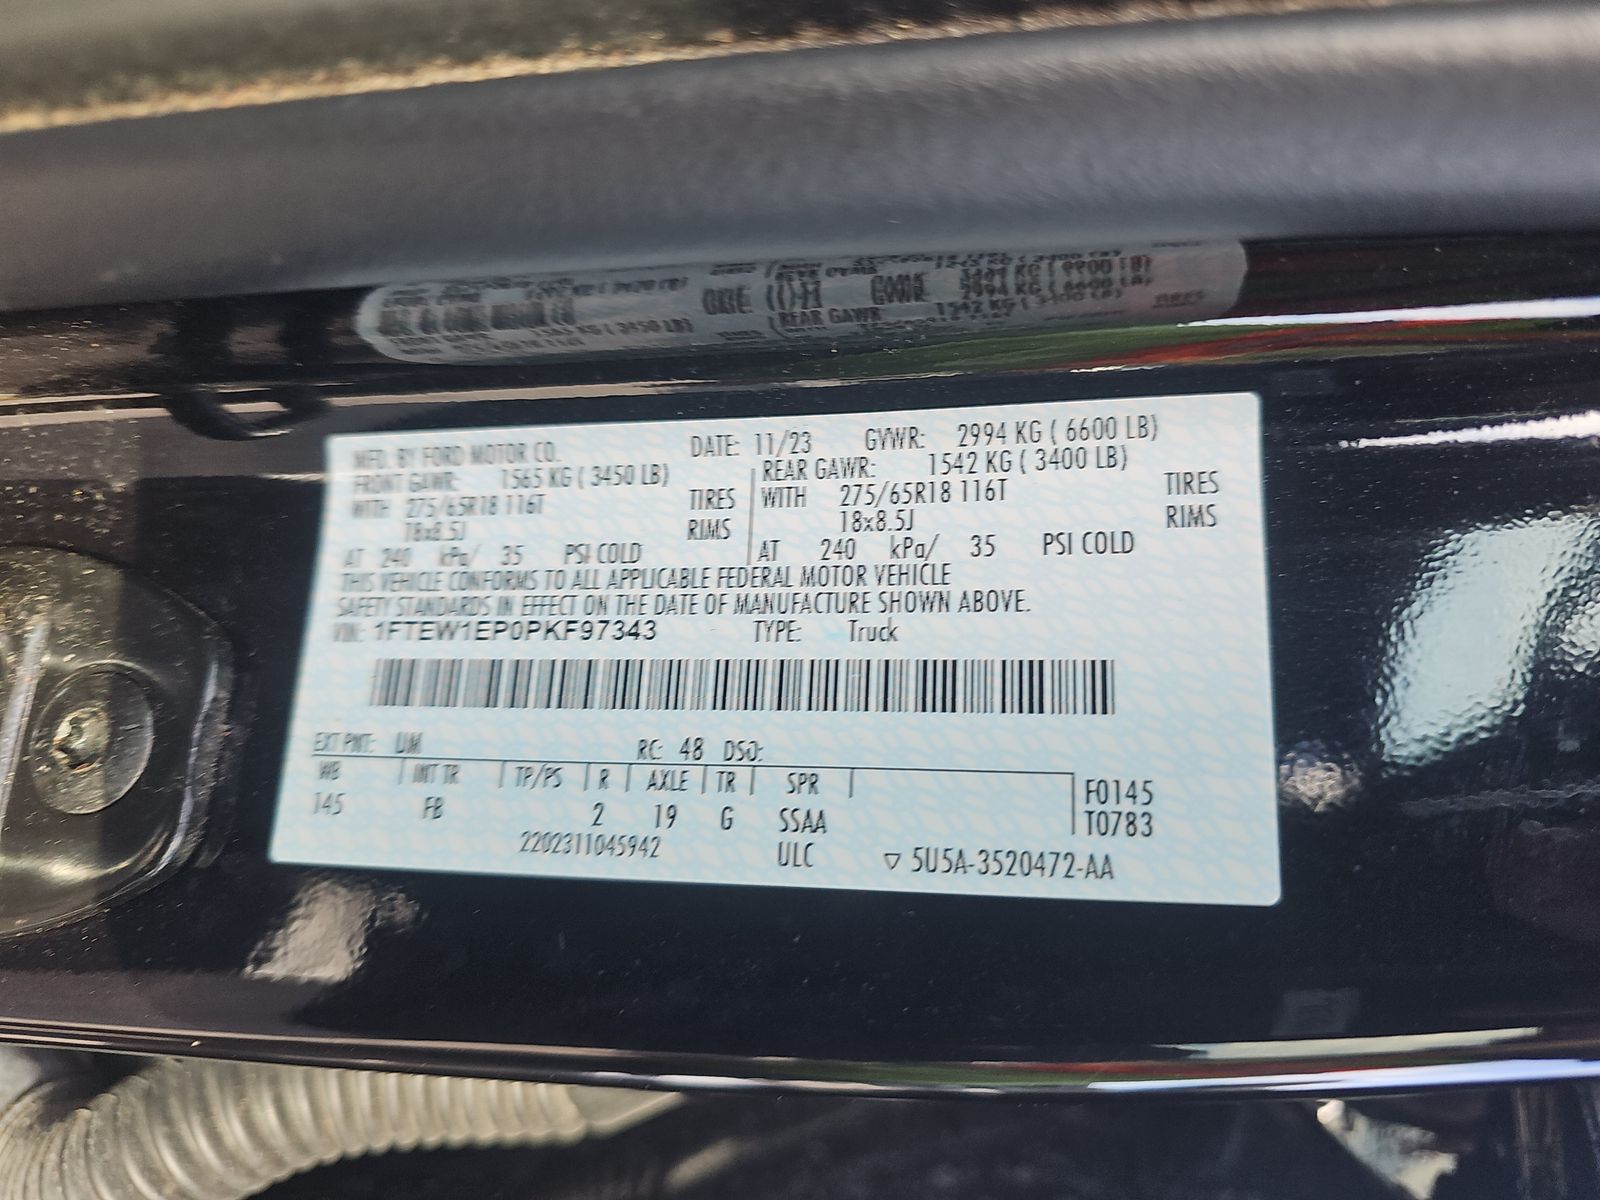 MFD. BY FORD MOTOR CO. DATE: 11/23 GVWR: 2994 KG ( 6600 LB)
FRONT GAWR: 1565 KG ( 3450 LB) REAR GAWR: 1542 KG ( 3400 LB)
WITH 275/65R18 116T TIRES WITH 275/65R18 116T TIRES
18x8.5J RIMS 18x8.5J RIMS
AT 240 kPa/ 35 PSI COLD AT 240 kPa/ 35 PSI COLD
THIS VEHICLE CONFORMS TO ALL APPLICABLE FEDERAL MOTOR VEHICLE
SAFETY STANDARDS IN EFFECT ON THE DATE OF MANUFACTURE SHOWN ABOVE.
VIN: 1FTEW1EP0PKF97343 TYPE: Truck
EXT PNT: UM RC: 48 DSO:
WB INT TR TP/PS R AXLE TR SPR F0145
145 FB 2 19 G SSAA T0783
2202311045942 ULC ▽ 5U5A-3520472-AA